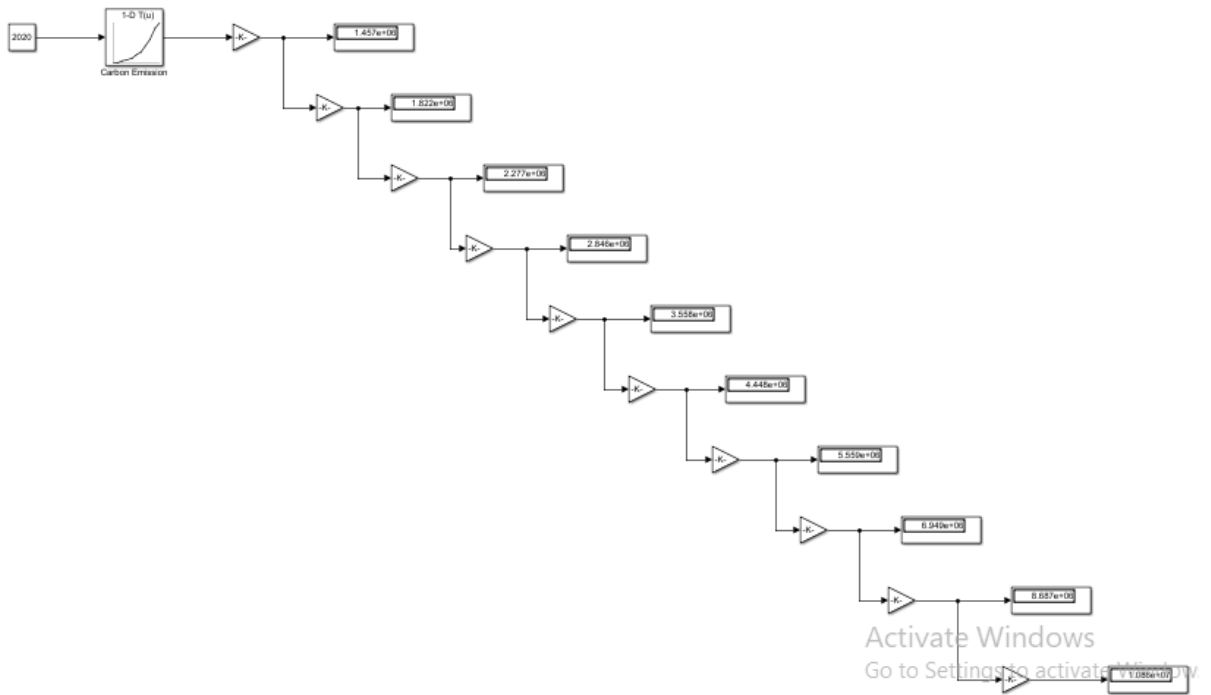 1-D T(u)
2020
-K-
1.457e+06
Carbon Emission
-K-
1.822e+06
-K-
2.277e+06
-K-
2.846e+06
-K-
3.558e+06
-K-
4.448e+06
-K-
5.559e+06
-K-
6.949e+06
-K-
8.687e+06
Activate Windows
Go to Settings to activate Windows
-K-
1.086e+07